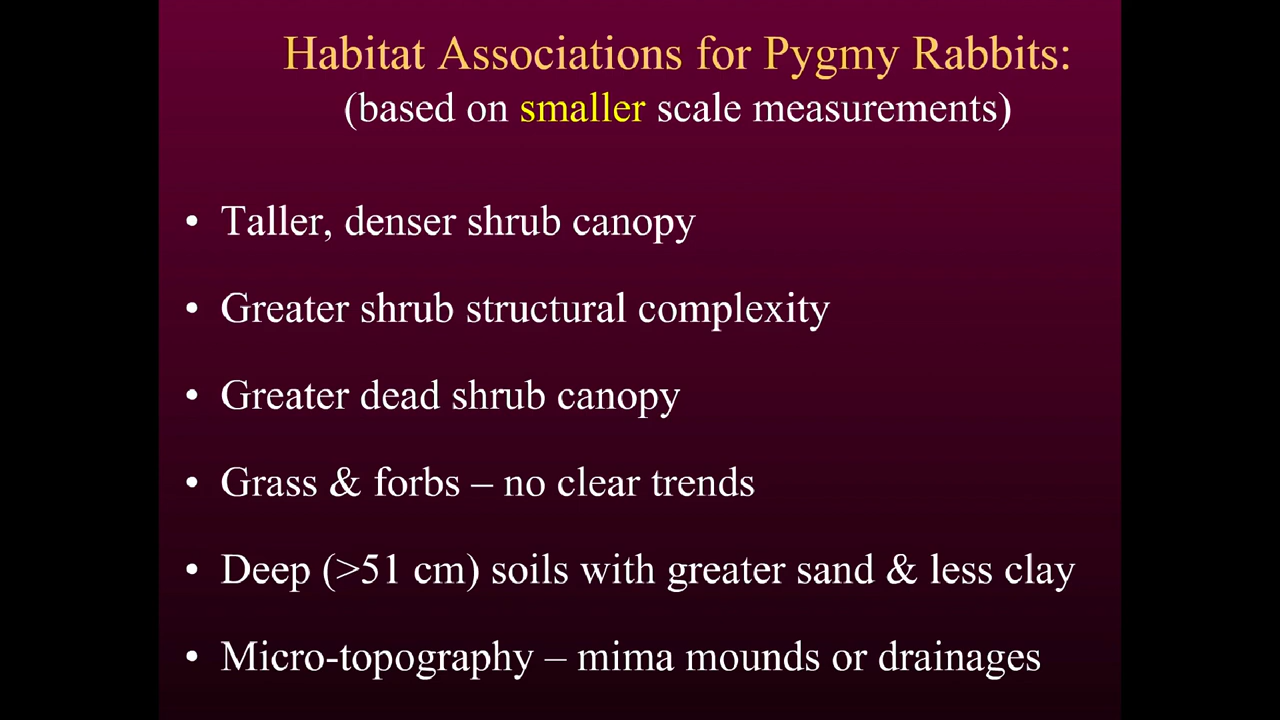 Habitat Associations for Pygmy Rabbits:
(based on smaller scale measurements)
• Taller, denser shrub canopy
• Greater shrub structural complexity
• Greater dead shrub canopy
• Grass & forbs – no clear trends
• Deep (>51 cm) soils with greater sand & less clay
• Micro-topography – mima mounds or drainages